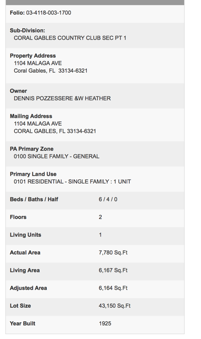 Folio: 03-4118-003-1700
Sub-Division:
CORAL GABLES COUNTRY CLUB SEC PT 1
Property Address
1104 MALAGA AVE
Coral Gables, FL 33134-6321
Owner
DENNIS POZZESSERE &W HEATHER
Mailing Address
1104 MALAGA AVE
CORAL GABLES, FL 33134-6321
PA Primary Zone
0100 SINGLE FAMILY - GENERAL
Primary Land Use
0101 RESIDENTIAL - SINGLE FAMILY : 1 UNIT
Beds / Baths / Half 6 / 4 / 0
Floors 2
Living Units 1
Actual Area 7,780 Sq.Ft
Living Area 6,167 Sq.Ft
Adjusted Area 6,164 Sq.Ft
Lot Size 43,150 Sq.Ft
Year Built 1925